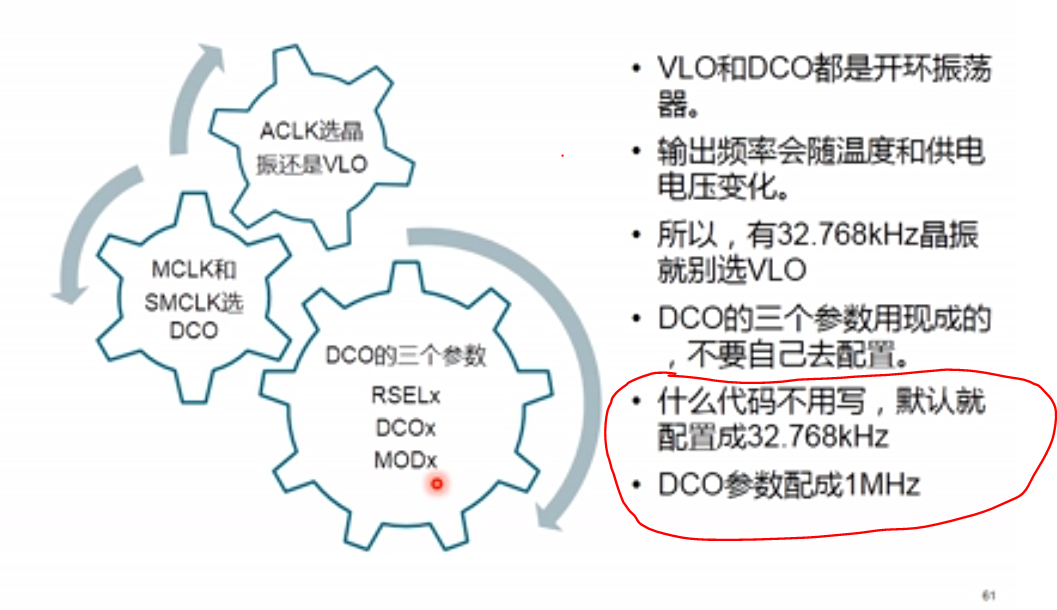 ACLK选晶
振还是VLO
MCLK和
SMCLK选
DCO
DCO的三个参数
RSELx
DCOx
MODx
• VLO和DCO都是开环振荡
器。
• 输出频率会随温度和供电
电压变化。
• 所以，有32.768kHz晶振
就别选VLO
• DCO的三个参数用现成的
，不要自己去配置。
• 什么代码不用写，默认就
配置成32.768kHz
• DCO参数配成1MHz
61